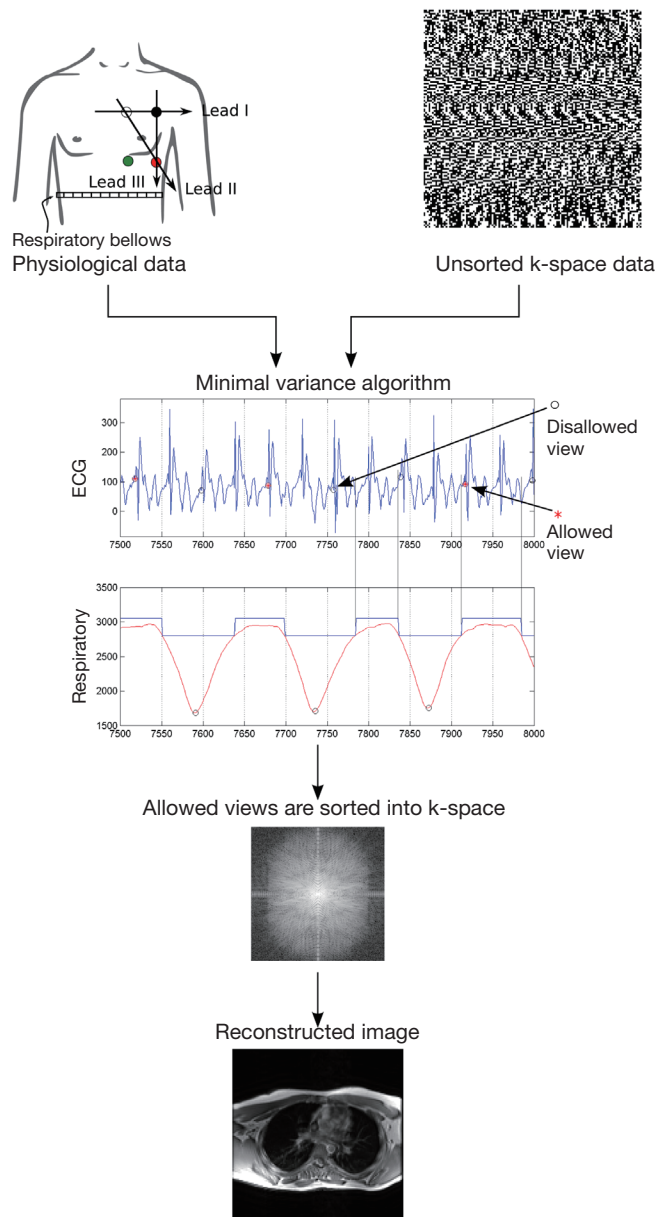 Lead I
Lead III
Lead II
Respiratory bellows
Physiological data
Unsorted k-space data
Minimal variance algorithm
Disallowed
view
Allowed
view
ECG
300
200
100
0
7500 7550 7600 7650 7700 7750 7800 7850 7900 7950 8000
Respiratory
3500
3000
2500
2000
1500
7500 7550 7600 7650 7700 7750 7800 7850 7900 7950 8000
Allowed views are sorted into k-space
Reconstructed image